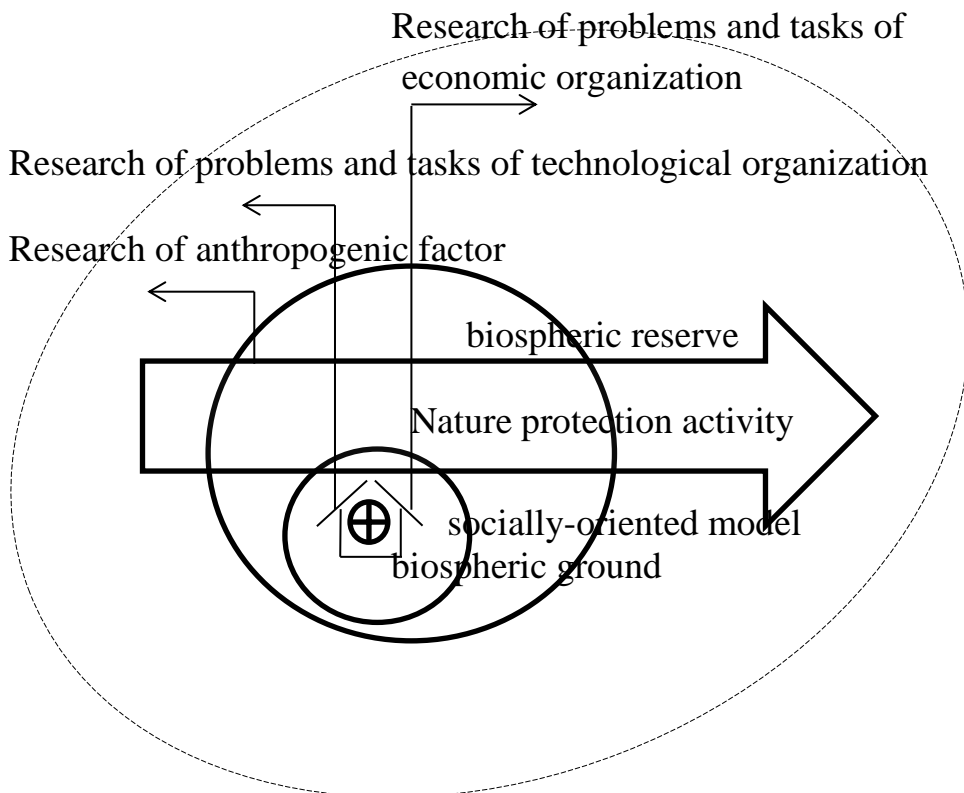 Research of problems and tasks of
economic organization
Research of problems and tasks of technological organization
Research of anthropogenic factor
biospheric reserve
Nature protection activity
socially-oriented model
biospheric ground